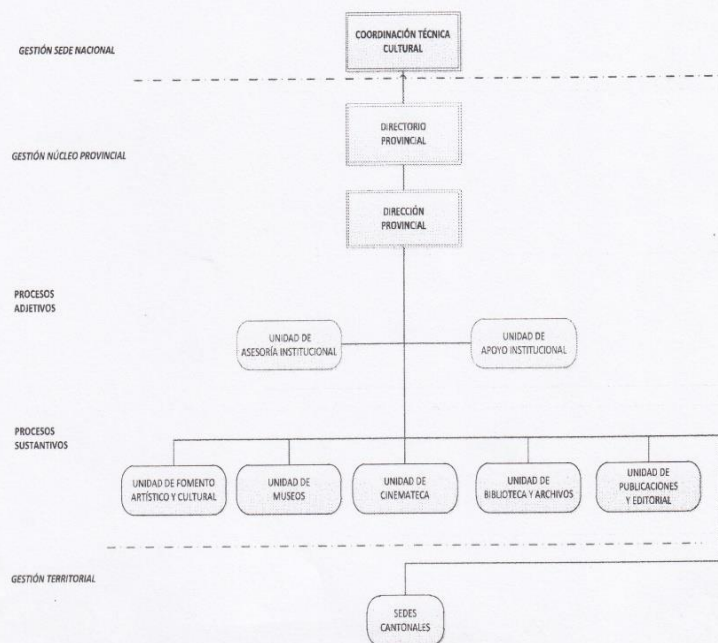 COORDINACIÓN TÉCNICA
CULTURAL
GESTIÓN SEDE NACIONAL
DIRECTORIO
PROVINCIAL
GESTIÓN NÚCLEO PROVINCIAL
DIRECCIÓN
PROVINCIAL
PROCESOS
ADJETIVOS
UNIDAD DE
ASESORÍA INSTITUCIONAL
UNIDAD DE
APOYO INSTITUCIONAL
PROCESOS
SUSTANTIVOS
UNIDAD DE FOMENTO
ARTÍSTICO Y CULTURAL
UNIDAD DE
MUSEOS
UNIDAD DE
CINEMATECA
UNIDAD DE
BIBLIOTECA Y ARCHIVOS
UNIDAD DE
PUBLICACIONES
Y EDITORIAL
GESTIÓN TERRITORIAL
SEDES
CANTONALES